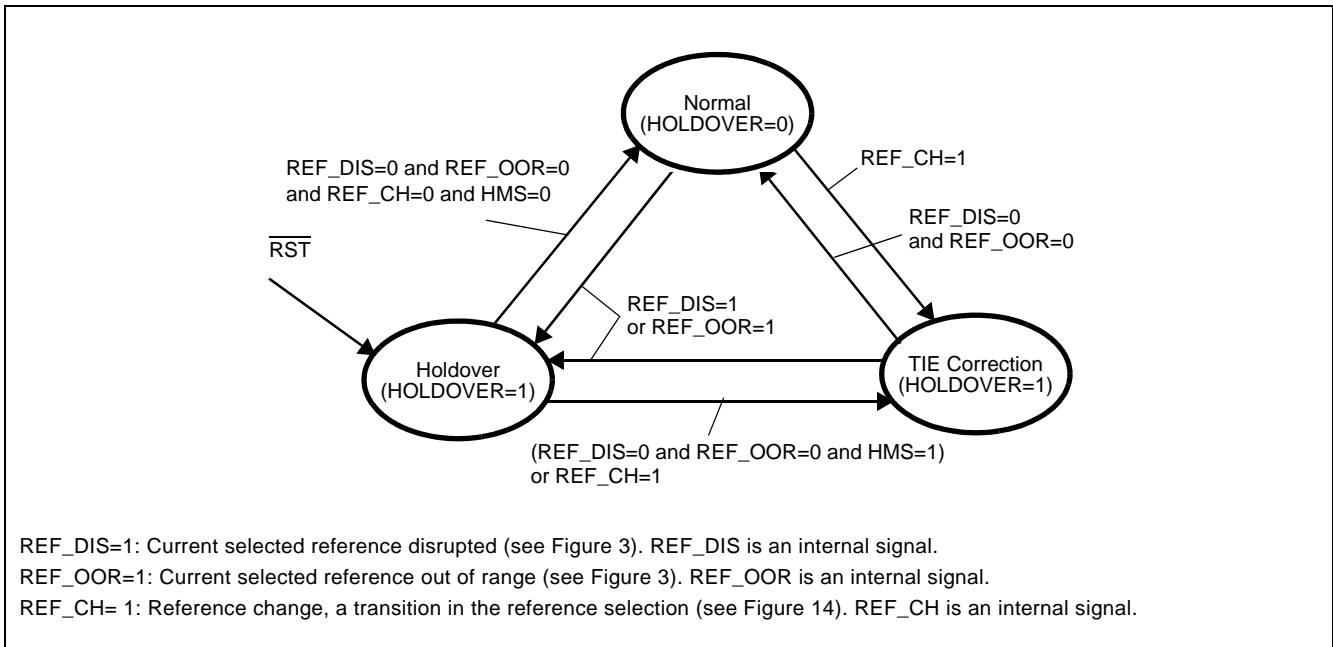 Normal
(HOLDOVER=0)
REF_CH=1
REF_DIS=0 and REF_OOR=0
and REF_CH=0 and HMS=0
REF_DIS=0
and REF_OOR=0
RST
REF_DIS=1
or REF_OOR=1
Holdover
(HOLDOVER=1)
TIE Correction
(HOLDOVER=1)
(REF_DIS=0 and REF_OOR=0 and HMS=1)
or REF_CH=1
REF_DIS=1: Current selected reference disrupted (see Figure 3). REF_DIS is an internal signal.
REF_OOR=1: Current selected reference out of range (see Figure 3). REF_OOR is an internal signal.
REF_CH= 1: Reference change, a transition in the reference selection (see Figure 14). REF_CH is an internal signal.